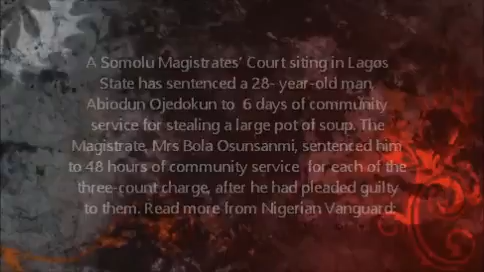 A Somolu Magistrates' Court siting in Lagos
State has sentenced a 28- year-old man,
Abiodun Ojedokun to 6 days of community
service for stealing a large pot of soup. The
Magistrate, Mrs Bola Osunsanmi, sentenced him
to 48 hours of community service for each of the
three-count charge, after he had pleaded guilty
to them. Read more from Nigerian Vanguard: